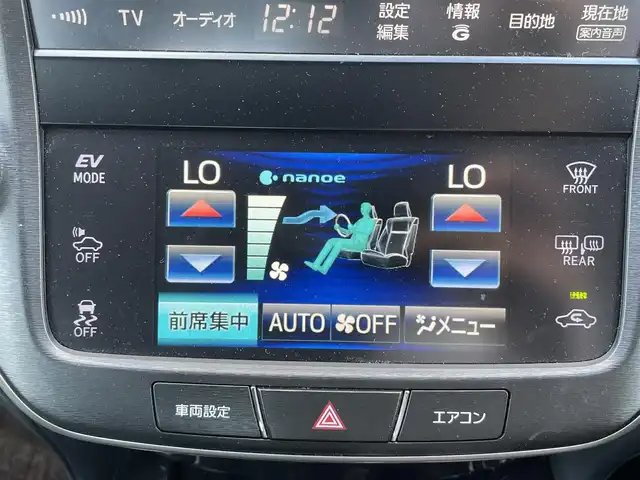 TV オーディオ 12:12 設定編集 情報G 目的地 現在地
案内音声
EV MODE
LO nanoe LO
FRONT
OFF
REAR
OFF
前席集中 AUTO OFF メニュー
車両設定 エアコン